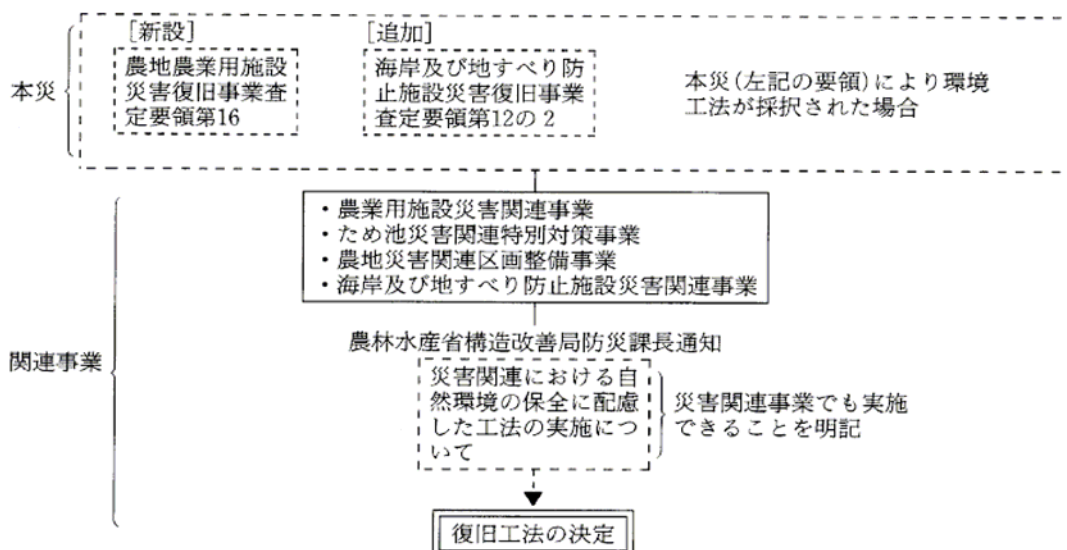 本災
[新設]
農地農業用施設
災害復旧事業査
定要領第16
[追加]
海岸及び地すべり防
止施設災害復旧事業
査定要領第12の2
本災(左記の要領)により環境
工法が採択された場合
関連事業
・農業用施設災害関連事業
・ため池災害関連特別対策事業
・農地災害関連区画整備事業
・海岸及び地すべり防止施設災害関連事業
農林水産省構造改善局防災課長通知
災害関連における自
然環境の保全に配慮
した工法の実施につ
いて
災害関連事業でも実施
できることを明記
復旧工法の決定